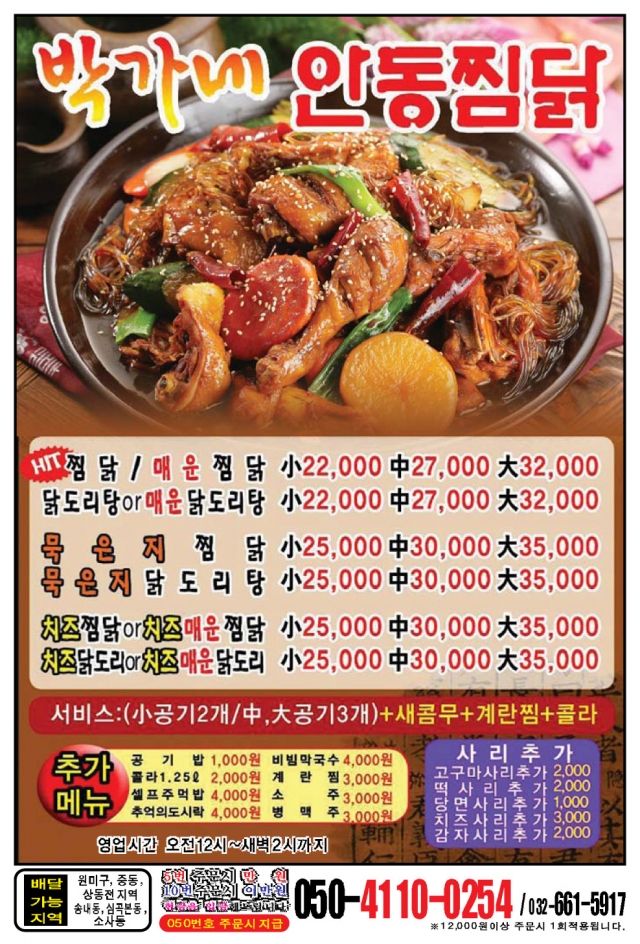 박가네 안동찜닭
HIT 찜닭 / 매운찜닭 小22,000 中27,000 大32,000
닭도리탕or매운닭도리탕 小22,000 中27,000 大32,000
묵은지찜닭 小25,000 中30,000 大35,000
묵은지닭도리탕 小25,000 中30,000 大35,000
치즈찜닭or치즈매운찜닭 小25,000 中30,000 大35,000
치즈닭도리or치즈매운닭도리 小25,000 中30,000 大35,000
서비스:(小공기2개/中,大공기3개)+새콤무+계란찜+콜라
추가
메뉴
공기밥 1,000원 비빔막국수 4,000원
콜라1.25ℓ 2,000원 계란찜 3,000원
셀프주먹밥 4,000원 소주 3,000원
추억의도시락 4,000원 병맥주 3,000원
사리추가
고구마사리추가 2,000
떡사리추가 2,000
당면사리추가 1,000
치즈사리추가 3,000
감자사리추가 2,000
영업시간 오전12시~새벽2시까지
배달
가능
지역
원미구, 중동,
상동전 지역
송내동, 심곡본동,
소사동
5번 주문시 만원
10번주문시 이만원
현금을 입금해드립니다
050번호 주문시 지급
050-4110-0254 / 032-661-5917
※12,000원이상 주문시 1회적용됩니다.